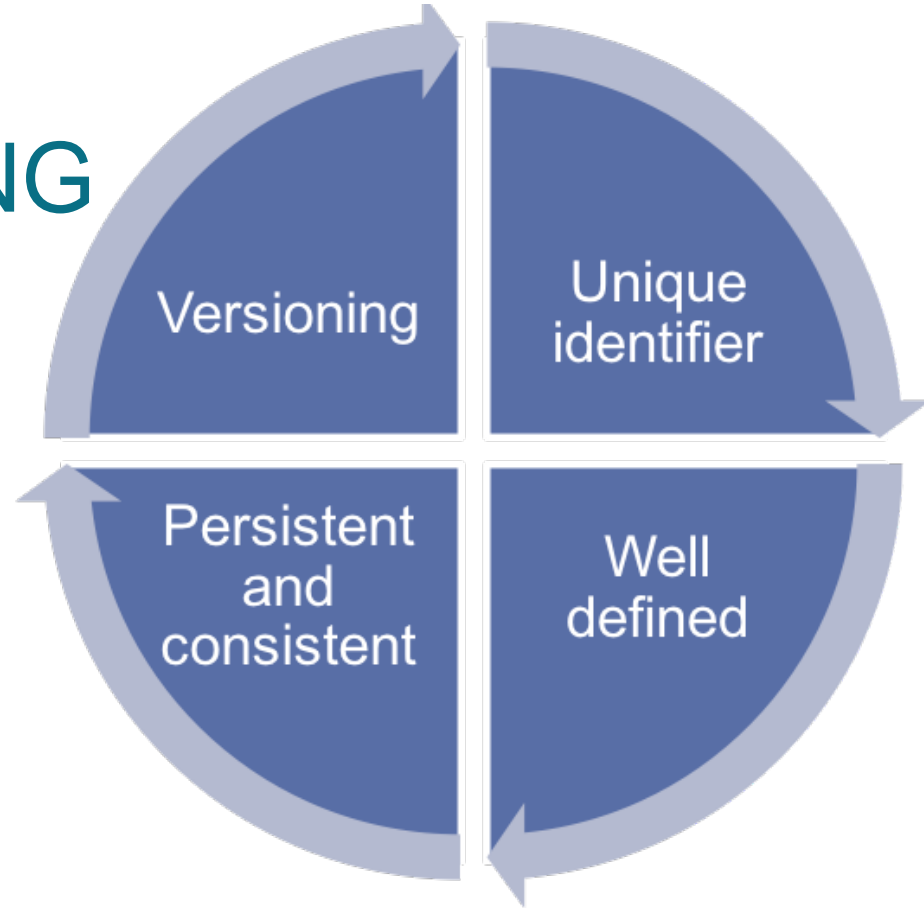 NG
Versioning
Unique
identifier
Persistent
and
consistent
Well
defined